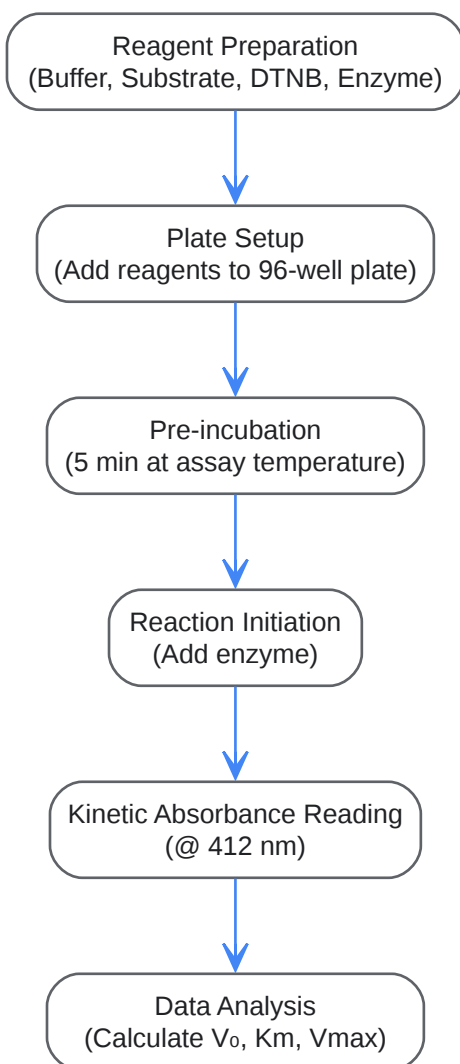 Reagent Preparation
(Buffer, Substrate, DTNB, Enzyme)
Plate Setup
(Add reagents to 96-well plate)
Pre-incubation
(5 min at assay temperature)
Reaction Initiation
(Add enzyme)
Kinetic Absorbance Reading
(@ 412 nm)
Data Analysis
(Calculate V₀, Km, Vmax)